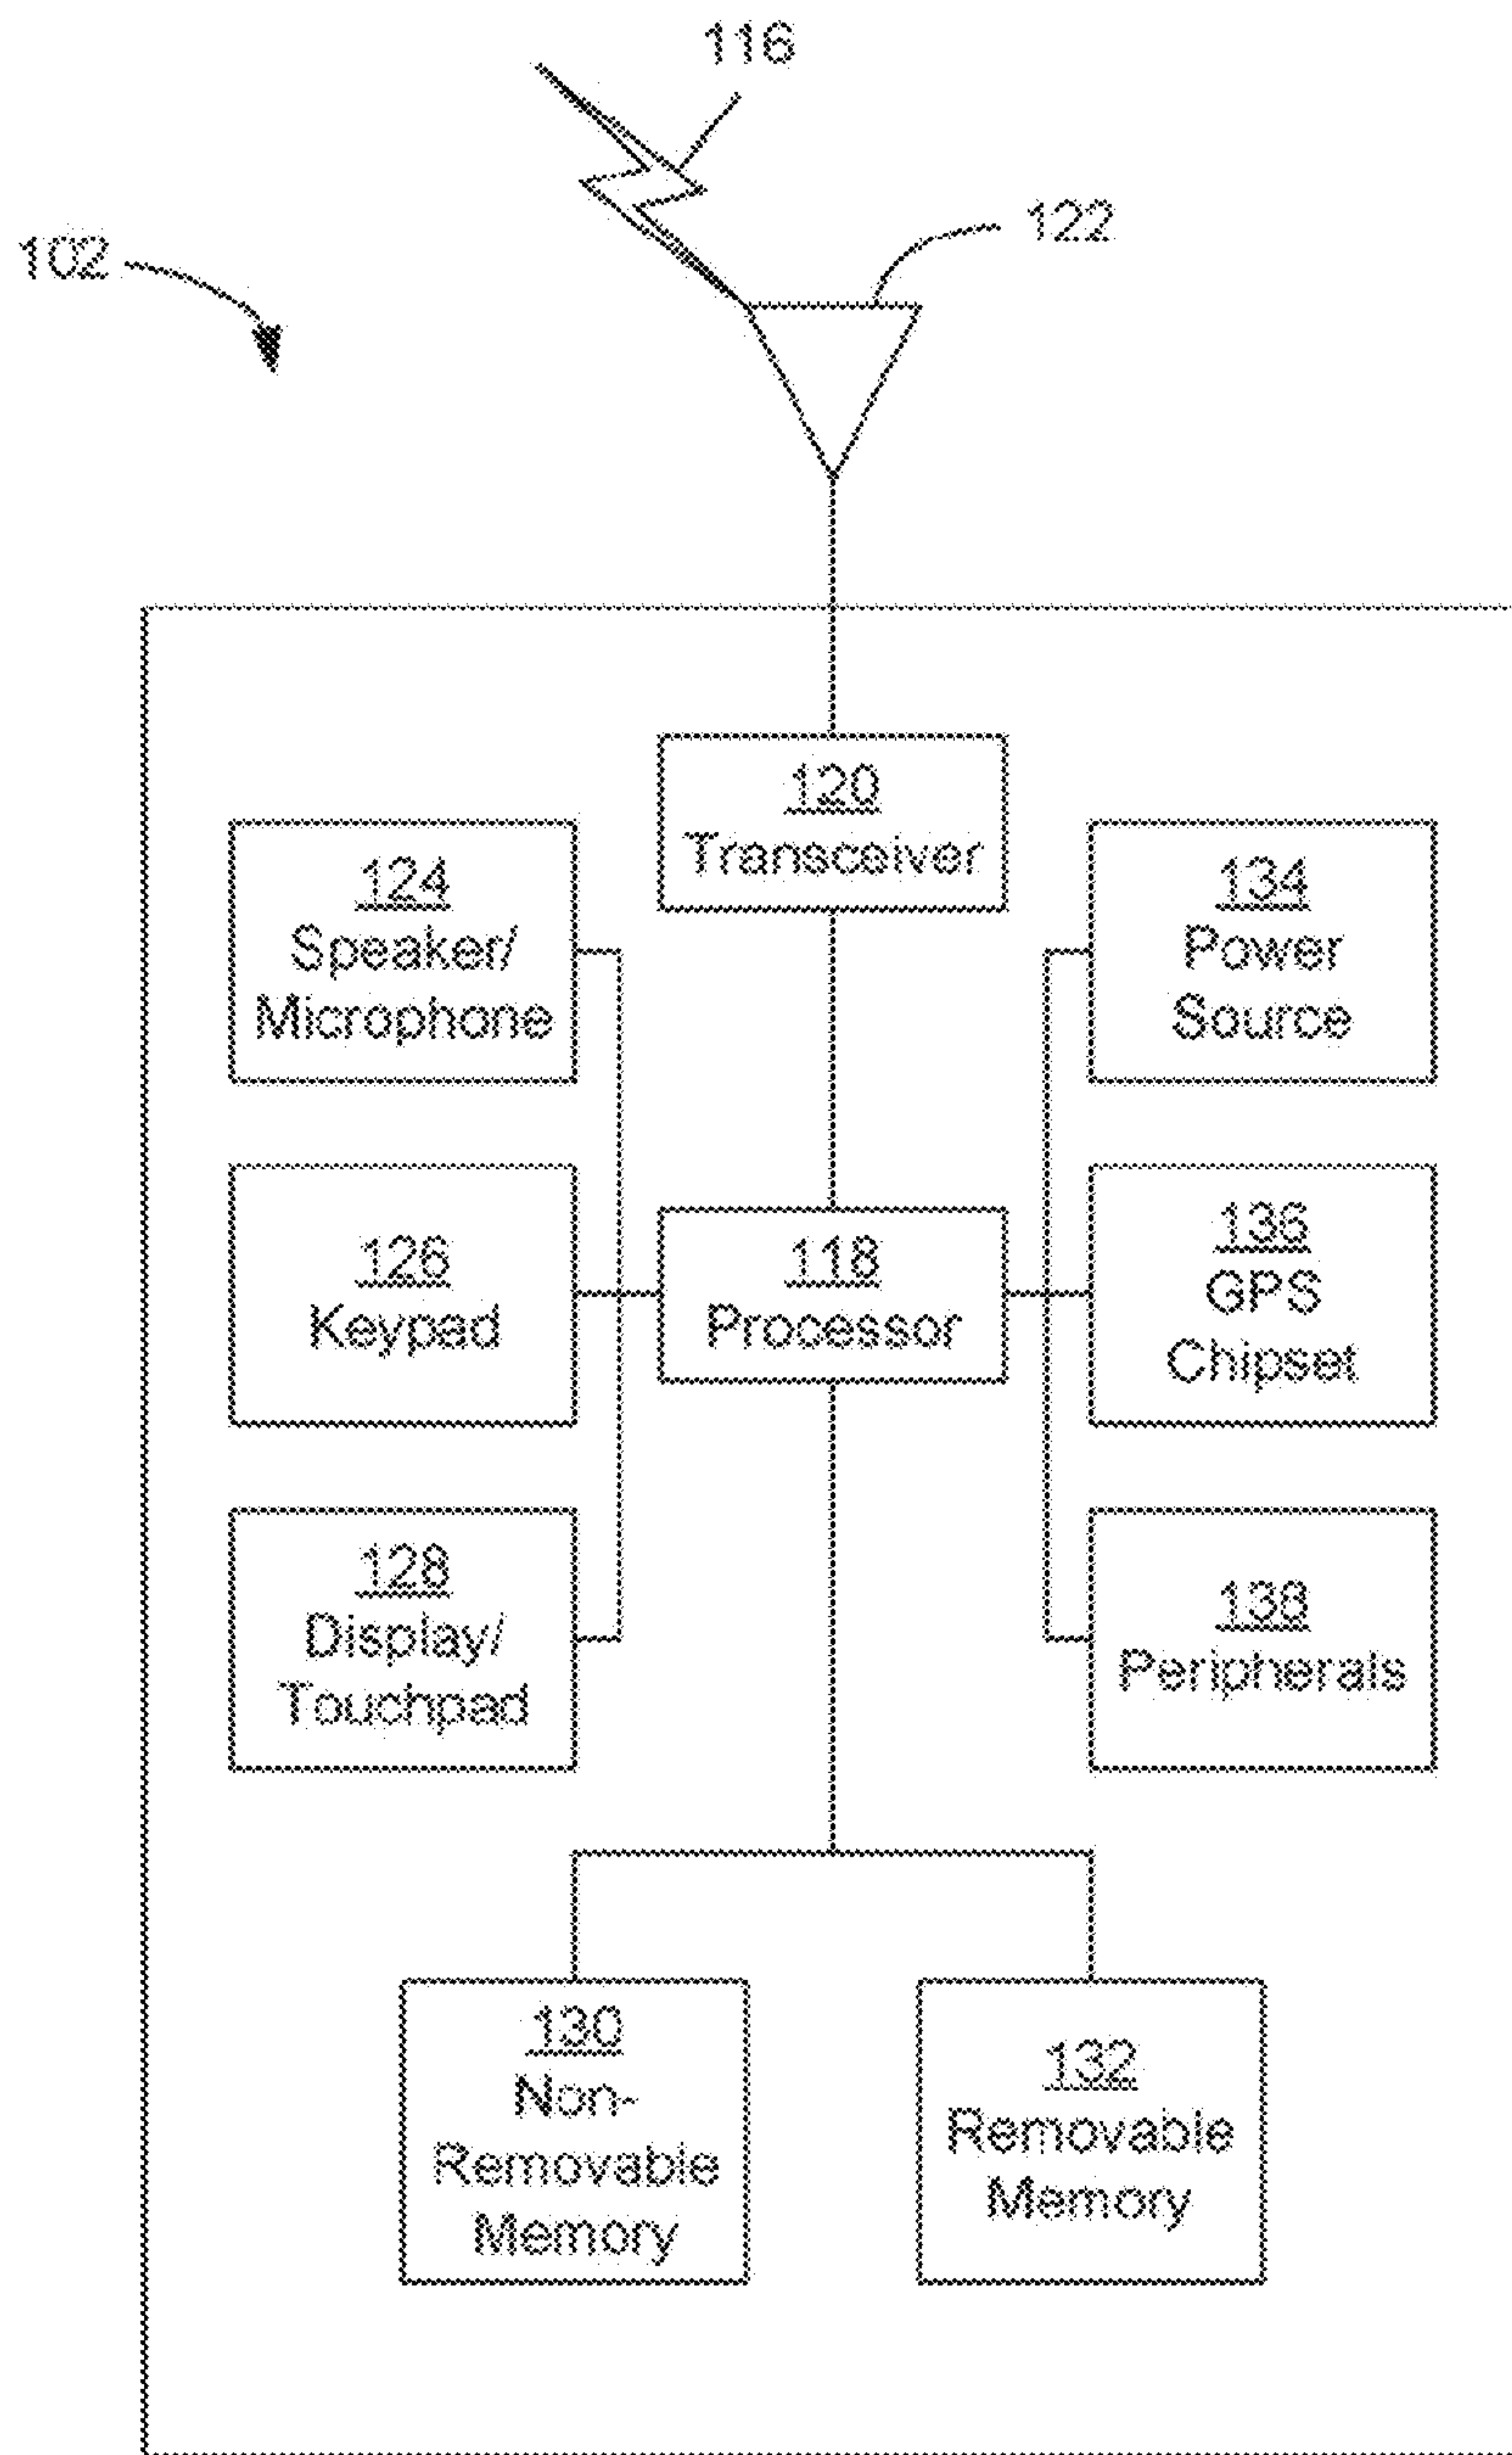 116
102
122
120
Transceiver
124
Speaker/
Microphone
134
Power
Source
126
Keypad
118
Processor
136
GPS
Chipset
128
Display/
Touchpad
138
Peripherals
130
Non-
Removable
Memory
132
Removable
Memory